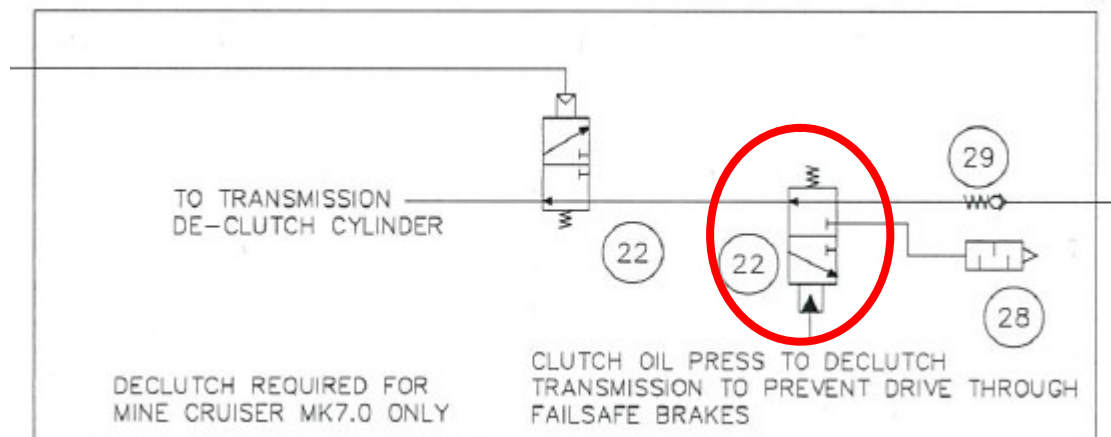 29
TO TRANSMISSION
DE-CLUTCH CYLINDER
22
22
28
CLUTCH OIL PRESS TO DECLUTCH
TRANSMISSION TO PREVENT DRIVE THROUGH
FAILSAFE BRAKES
DECLUTCH REQUIRED FOR
MINE CRUISER MK7.0 ONLY